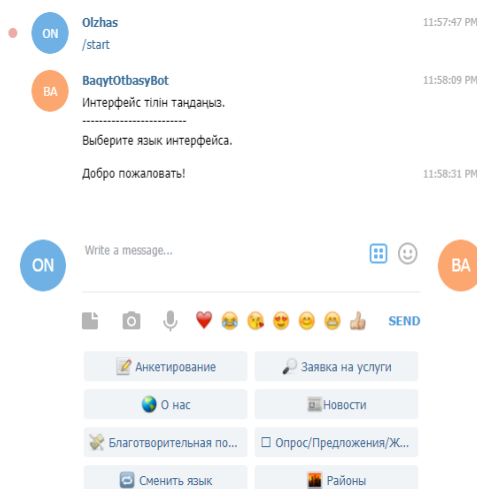 Olzhas 11:57:47 PM
ON
/start
BaqytOtbasyBot 11:58:09 PM
BA
Интерфейс тілін таңдаңыз.
-------------------------
Выберите язык интерфейса.
Добро пожаловать! 11:58:31 PM
ON Write a message... BA
SEND
Анкетирование Заявка на услуги
О нас Новости
Благотворительная по... Опрос/Предложения/Ж...
Сменить язык Районы